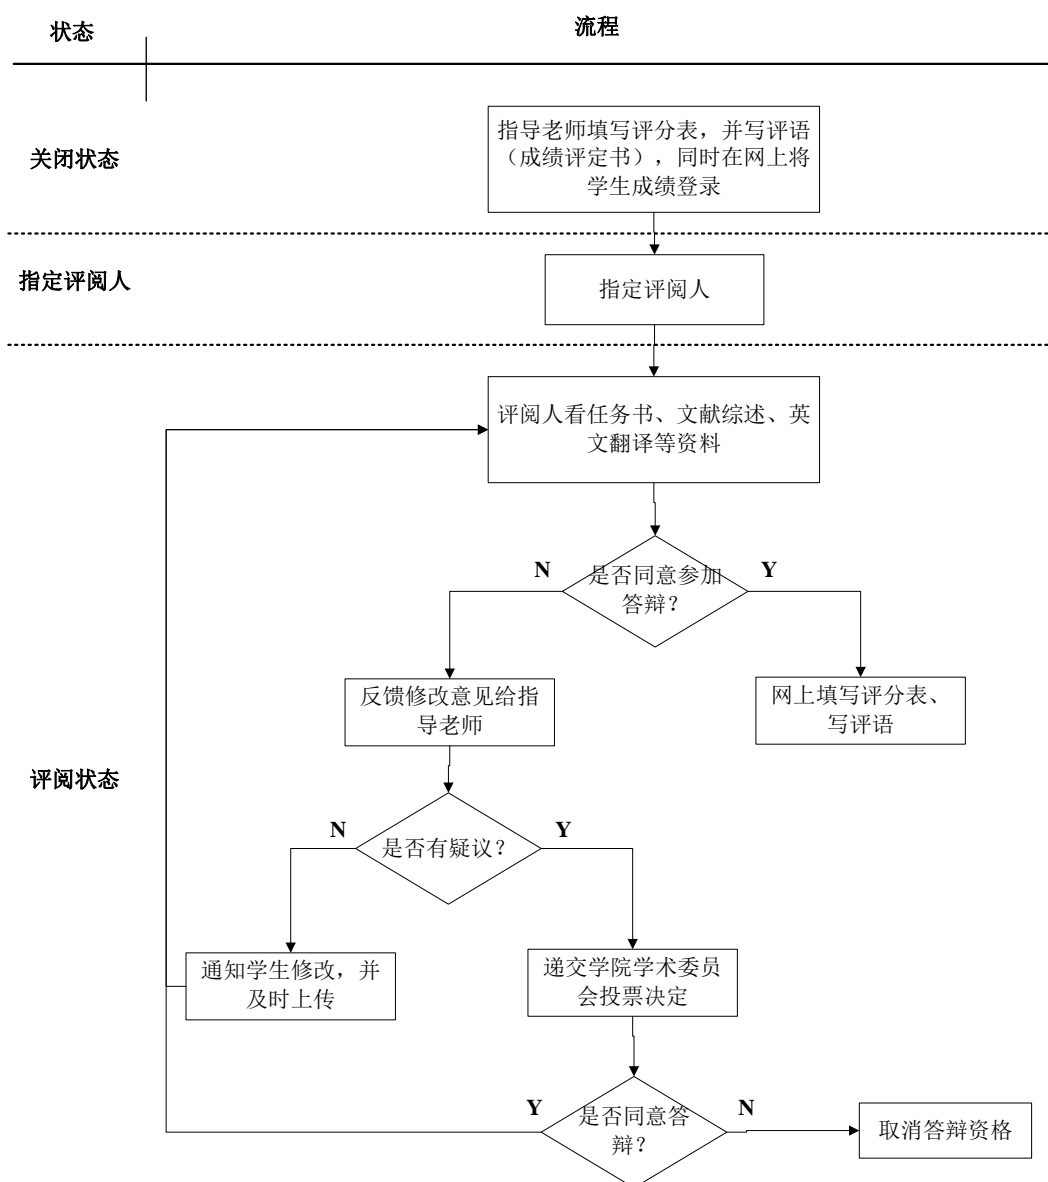 状态
流程
关闭状态
指导老师填写评分表，并写评语
（成绩评定书），同时在网上将
学生成绩登录
指定评阅人
指定评阅人
评阅人看任务书、文献综述、英
文翻译等资料
N
是否同意参加
答辩？
Y
反馈修改意见给指
导老师
网上填写评分表、
写评语
评阅状态
N
是否有疑议？
Y
通知学生修改，并
及时上传
递交学院学术委员
会投票决定
Y
是否同意答
辩？
N
取消答辩资格